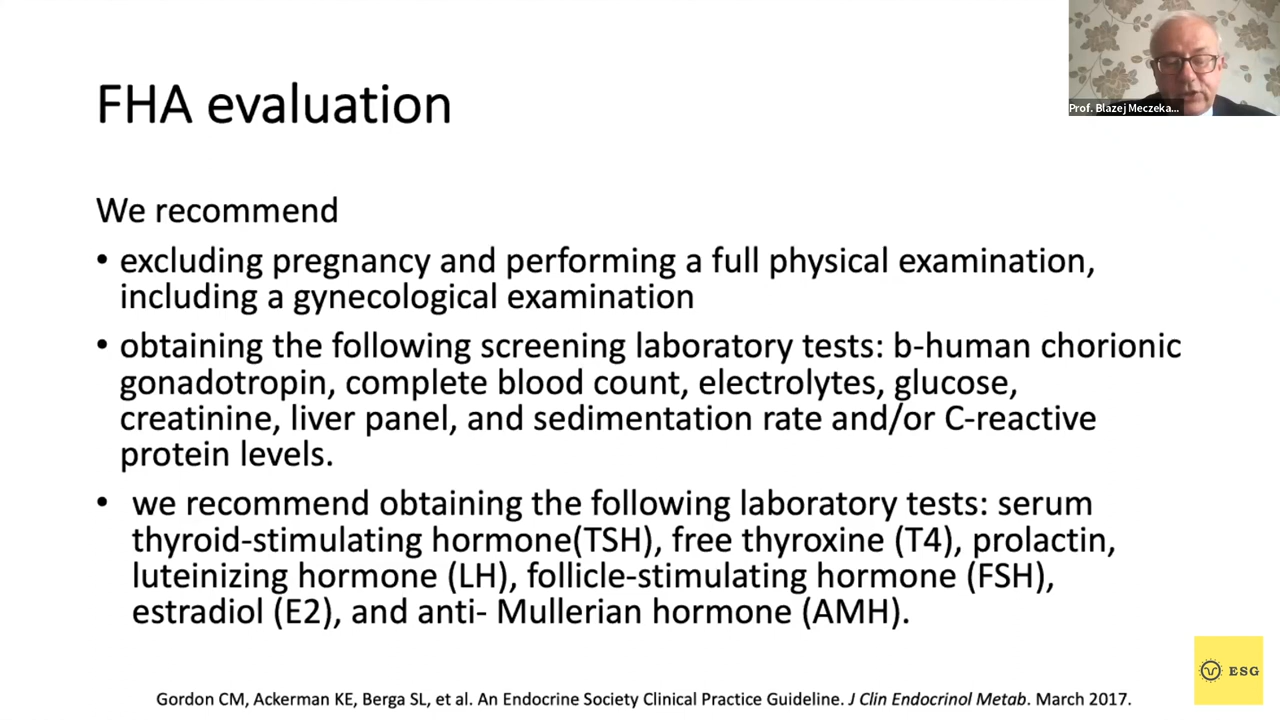 FHA evaluation
Prof. Blazej Meczeka...
We recommend
• excluding pregnancy and performing a full physical examination,
including a gynecological examination
• obtaining the following screening laboratory tests: b-human chorionic
gonadotropin, complete blood count, electrolytes, glucose,
creatinine, liver panel, and sedimentation rate and/or C-reactive
protein levels.
• we recommend obtaining the following laboratory tests: serum
thyroid-stimulating hormone(TSH), free thyroxine (T4), prolactin,
luteinizing hormone (LH), follicle-stimulating hormone (FSH),
estradiol (E2), and anti- Mullerian hormone (AMH).
ESG
Gordon CM, Ackerman KE, Berga SL, et al. An Endocrine Society Clinical Practice Guideline. J Clin Endocrinol Metab. March 2017.